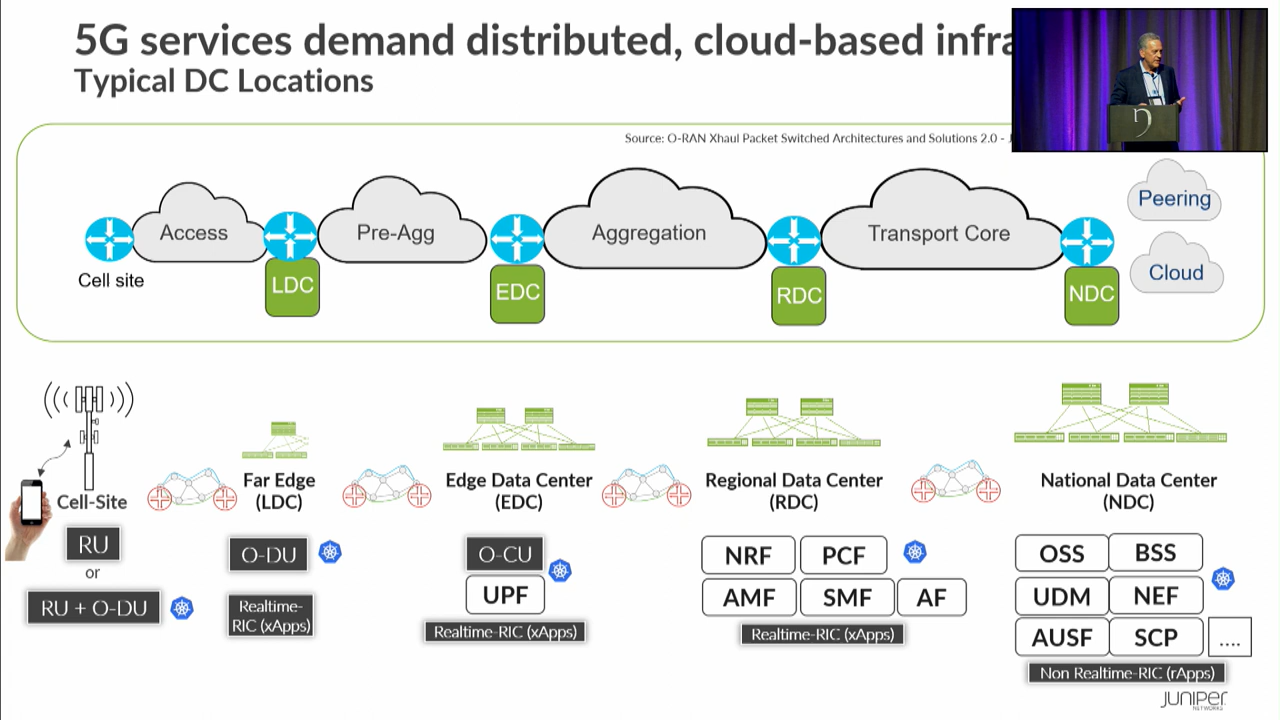 5G services demand distributed, cloud-based infra
Typical DC Locations
Source: O-RAN Xhaul Packet Switched Architectures and Solutions 2.0 -
Access
Pre-Agg
Aggregation
Transport Core
Peering
Cloud
Cell site
LDC
EDC
RDC
NDC
Cell-Site
Far Edge
(LDC)
Edge Data Center
(EDC)
Regional Data Center
(RDC)
National Data Center
(NDC)
RU
or
RU + O-DU
O-DU
Realtime-
RIC (xApps)
O-CU
UPF
Realtime-RIC (xApps)
NRF
PCF
AMF
SMF
AF
Realtime-RIC (xApps)
OSS
BSS
UDM
NEF
AUSF
SCP
....
Non Realtime-RIC (rApps)
JUNIPER
NETWORKS